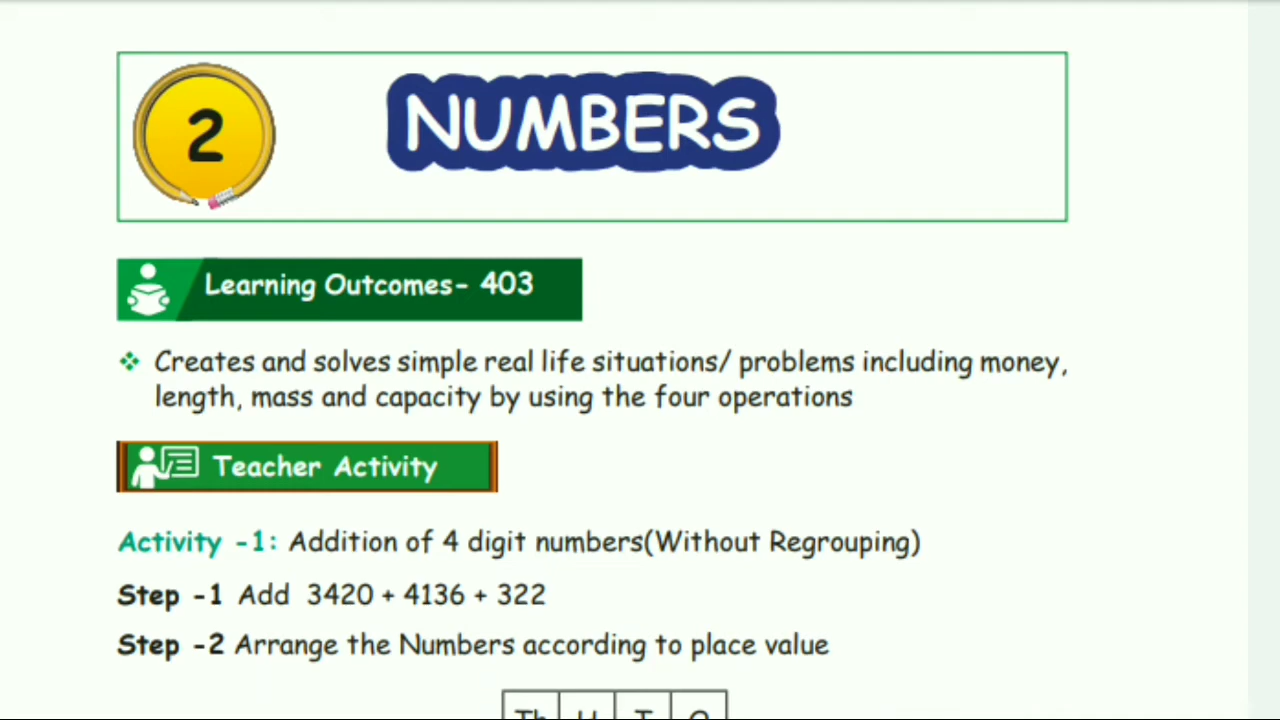 2
NUMBERS
Learning Outcomes- 403
Creates and solves simple real life situations/ problems including money,
length, mass and capacity by using the four operations
Teacher Activity
Activity -1: Addition of 4 digit numbers(Without Regrouping)
Step -1 Add 3420 + 4136 + 322
Step -2 Arrange the Numbers according to place value
Th H T O